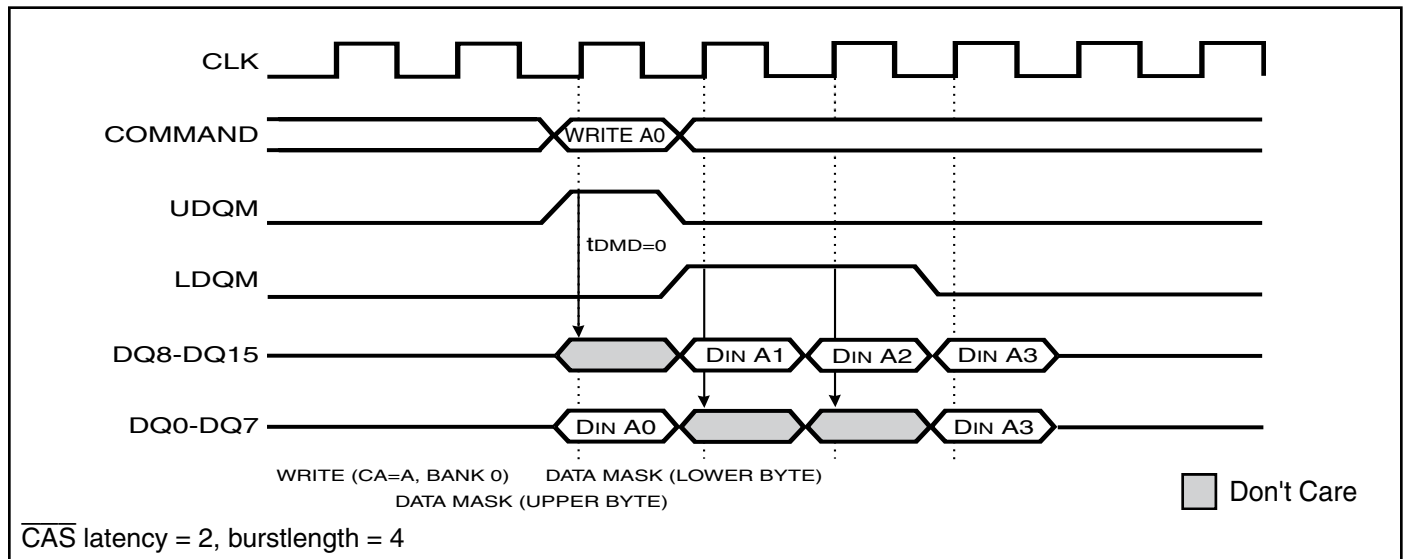 CLK
COMMAND
WRITE A0
UDQM
tDMD=0
LDQM
DQ8-DQ15
DIN A1
DIN A2
DIN A3
DQ0-DQ7
DIN A0
DIN A3
WRITE (CA=A, BANK 0)
DATA MASK (LOWER BYTE)
DATA MASK (UPPER BYTE)
Don't Care
CAS latency = 2, burstlength = 4